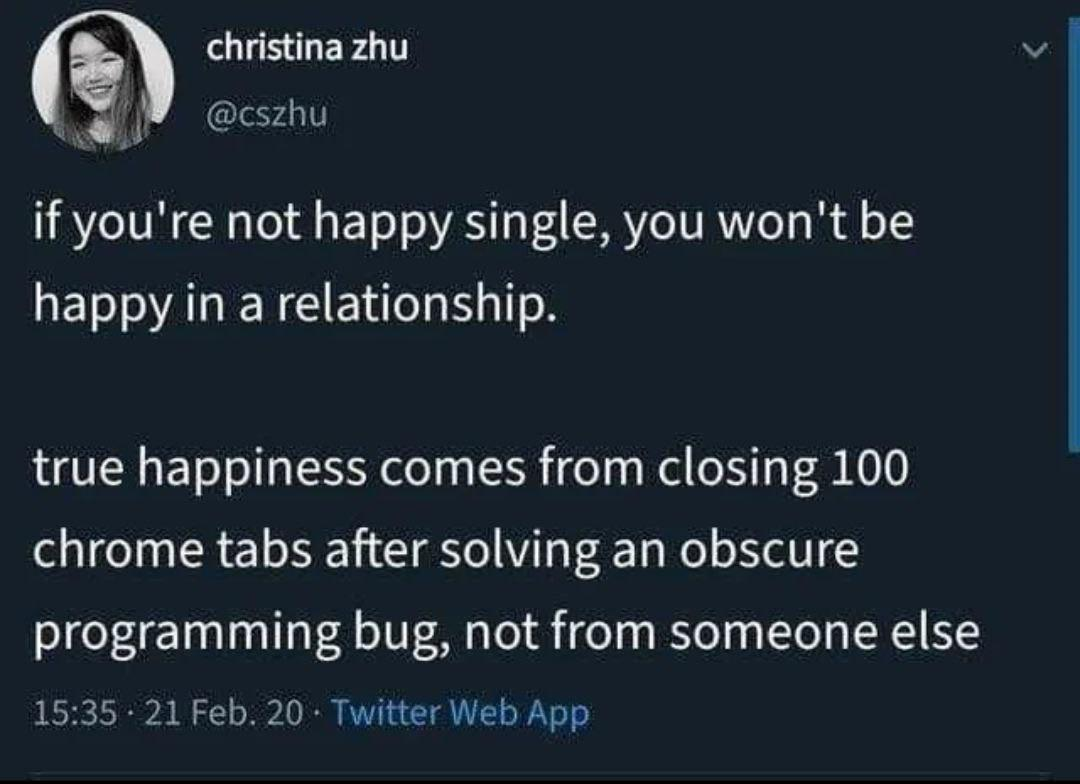 christina zhu
@cszhu
if you're not happy single, you won't be
happy in a relationship.
true happiness comes from closing 100
chrome tabs after solving an obscure
programming bug, not from someone else
15:35 · 21 Feb. 20 · Twitter Web App